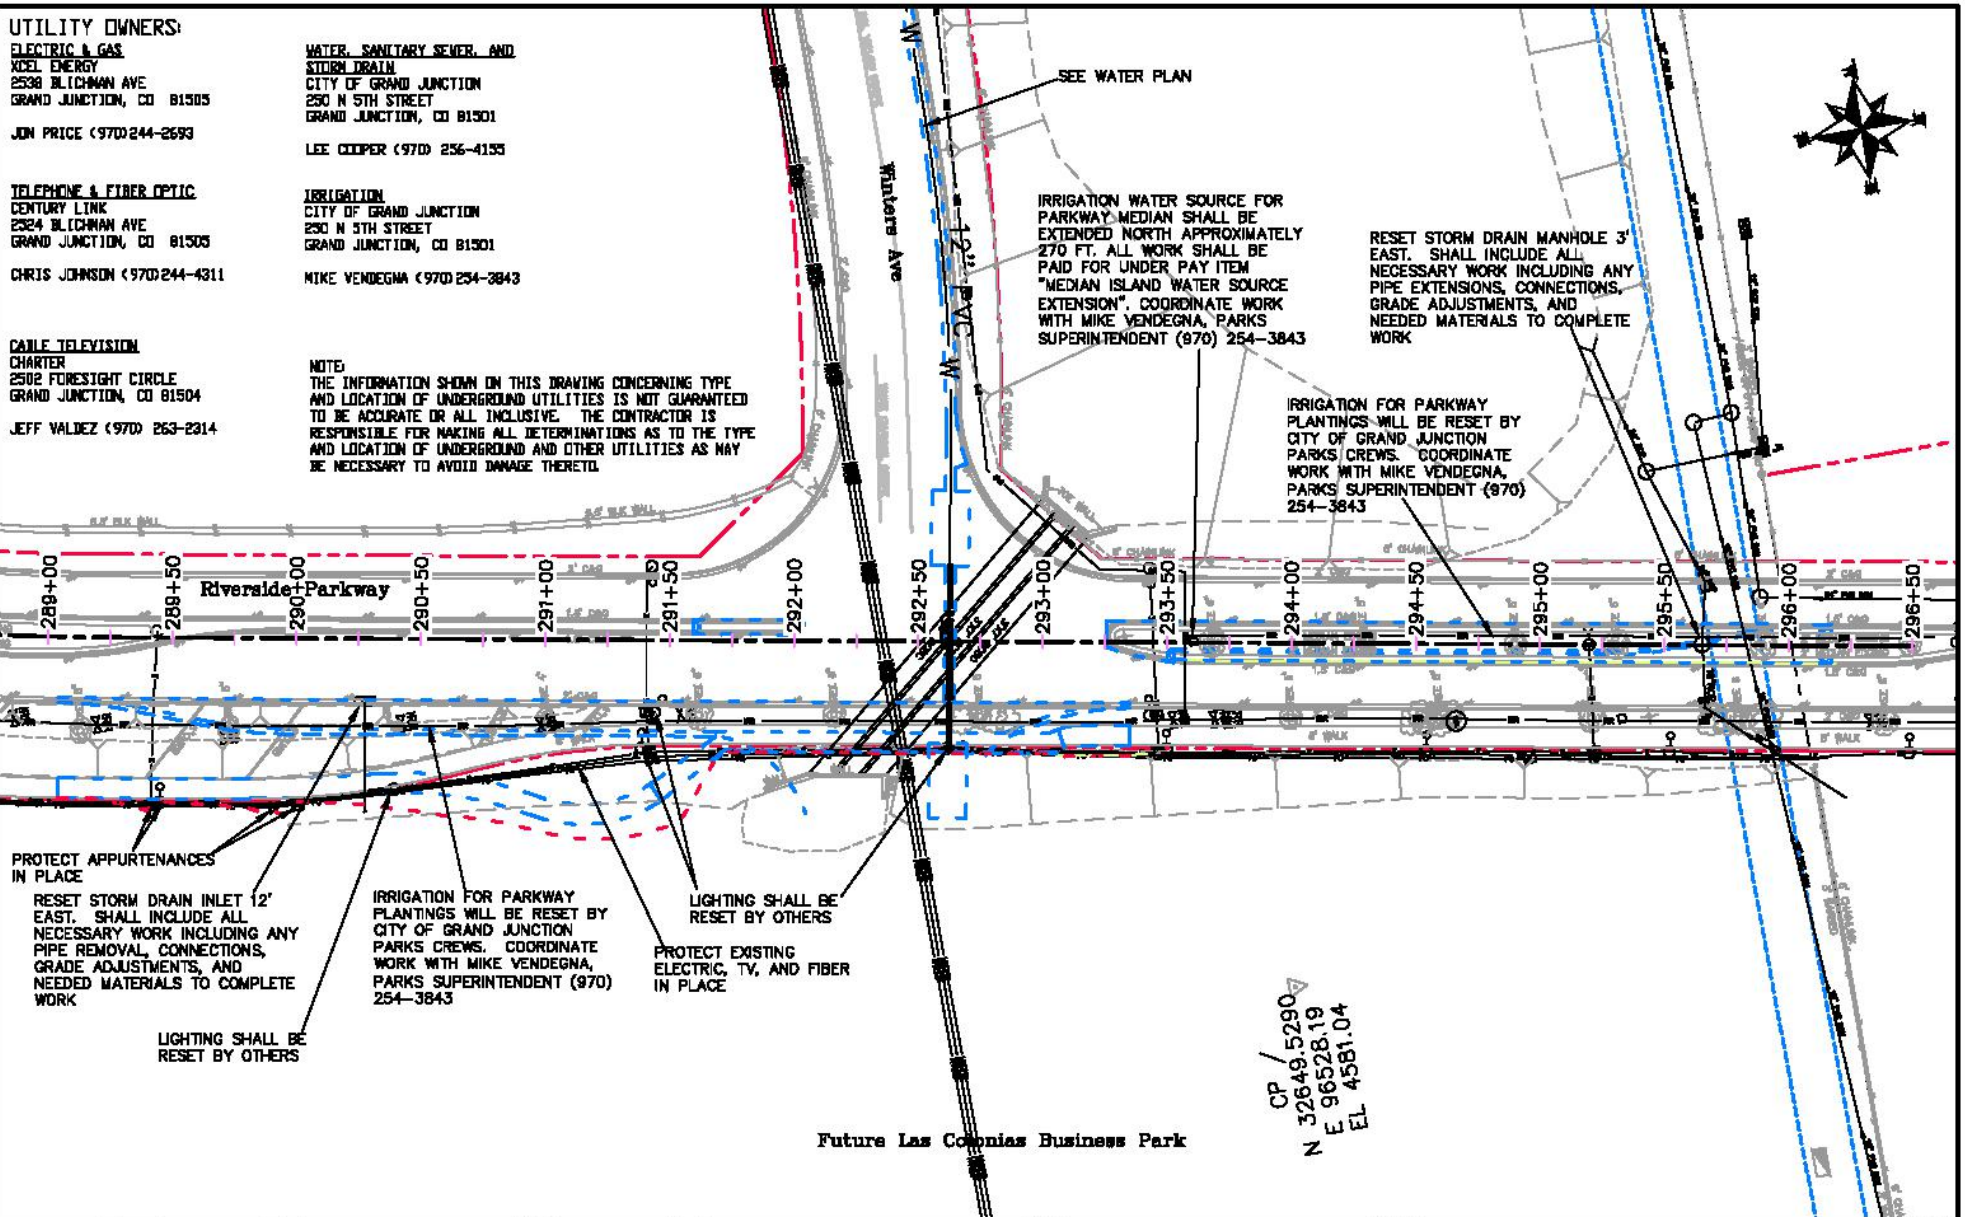 UTILITY OWNERS:
ELECTRIC & GAS
XCEL ENERGY
2538 BLICHMAN AVE
GRAND JUNCTION, CO 81505
JON PRICE (970)244-2693
WATER, SANITARY SEWER, AND
STORM DRAIN
CITY OF GRAND JUNCTION
250 N 5TH STREET
GRAND JUNCTION, CO 81501
LEE COOPER (970) 256-4155
TELEPHONE & FIBER OPTIC
CENTURY LINK
2524 BLICHMAN AVE
GRAND JUNCTION, CO 81505
CHRIS JOHNSON (970)244-4311
IRRIGATION
CITY OF GRAND JUNCTION
250 N 5TH STREET
GRAND JUNCTION, CO 81501
MIKE VENDEGNA (970) 254-3843
CABLE TELEVISION
CHARTER
2502 FORESIGHT CIRCLE
GRAND JUNCTION, CO 81504
JEFF VALDEZ (970) 263-2314
NOTE:
THE INFORMATION SHOWN ON THIS DRAWING CONCERNING TYPE
AND LOCATION OF UNDERGROUND UTILITIES IS NOT GUARANTEED
TO BE ACCURATE OR ALL INCLUSIVE. THE CONTRACTOR IS
RESPONSIBLE FOR MAKING ALL DETERMINATIONS AS TO THE TYPE
AND LOCATION OF UNDERGROUND AND OTHER UTILITIES AS MAY
BE NECESSARY TO AVOID DAMAGE THERETO.
SEE WATER PLAN
Winters Ave
W
12" PVC
W
IRRIGATION WATER SOURCE FOR
PARKWAY MEDIAN SHALL BE
EXTENDED NORTH APPROXIMATELY
270 FT. ALL WORK SHALL BE
PAID FOR UNDER PAY ITEM
"MEDIAN ISLAND WATER SOURCE
EXTENSION". COORDINATE WORK
WITH MIKE VENDEGNA, PARKS
SUPERINTENDENT (970) 254-3843
RESET STORM DRAIN MANHOLE 3'
EAST. SHALL INCLUDE ALL
NECESSARY WORK INCLUDING ANY
PIPE EXTENSIONS, CONNECTIONS,
GRADE ADJUSTMENTS, AND
NEEDED MATERIALS TO COMPLETE
WORK
IRRIGATION FOR PARKWAY
PLANTINGS WILL BE RESET BY
CITY OF GRAND JUNCTION
PARKS CREWS. COORDINATE
WORK WITH MIKE VENDEGNA,
PARKS SUPERINTENDENT (970)
254-3843
6' CHAINLINK
6' CHAINLINK
Riverside Parkway
289+00
289+50
290+00
290+50
291+00
291+50
292+00
292+50
293+00
293+50
294+00
294+50
295+00
295+50
296+00
296+50
2' C&G
1.5' C&G
2' C&G
8' WALK
8' WALK
PROTECT APPURTENANCES
IN PLACE
RESET STORM DRAIN INLET 12'
EAST. SHALL INCLUDE ALL
NECESSARY WORK INCLUDING ANY
PIPE REMOVAL, CONNECTIONS,
GRADE ADJUSTMENTS, AND
NEEDED MATERIALS TO COMPLETE
WORK
LIGHTING SHALL BE
RESET BY OTHERS
IRRIGATION FOR PARKWAY
PLANTINGS WILL BE RESET BY
CITY OF GRAND JUNCTION
PARKS CREWS. COORDINATE
WORK WITH MIKE VENDEGNA,
PARKS SUPERINTENDENT (970)
254-3843
LIGHTING SHALL BE
RESET BY OTHERS
PROTECT EXISTING
ELECTRIC, TV, AND FIBER
IN PLACE
CP
N 32649.5290
E 96528.19
EL 4581.04
Future Las Colonias Business Park